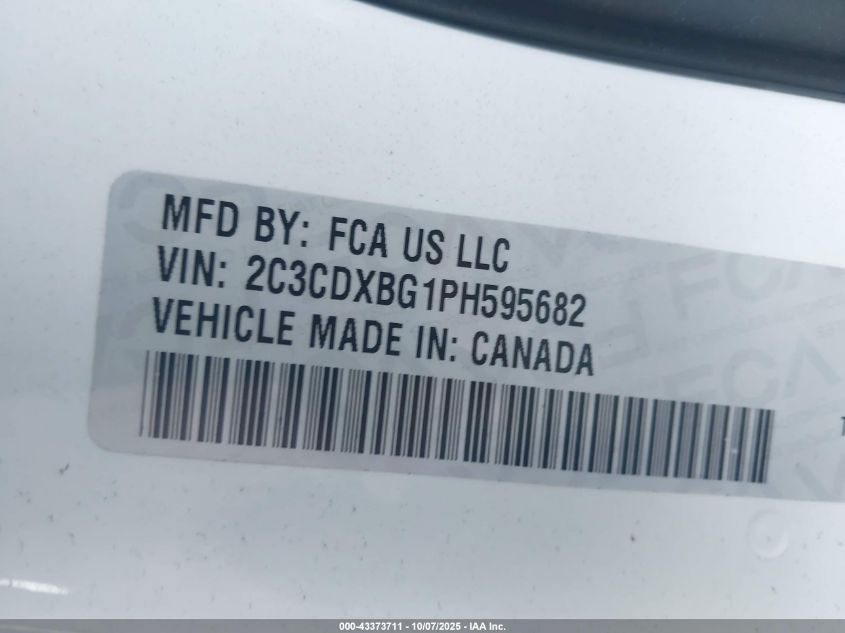 MFD BY: FCA US LLC
VIN: 2C3CDXBG1PH595682
VEHICLE MADE IN: CANADA
000-43373711 - 10/07/2025 - IAA Inc.